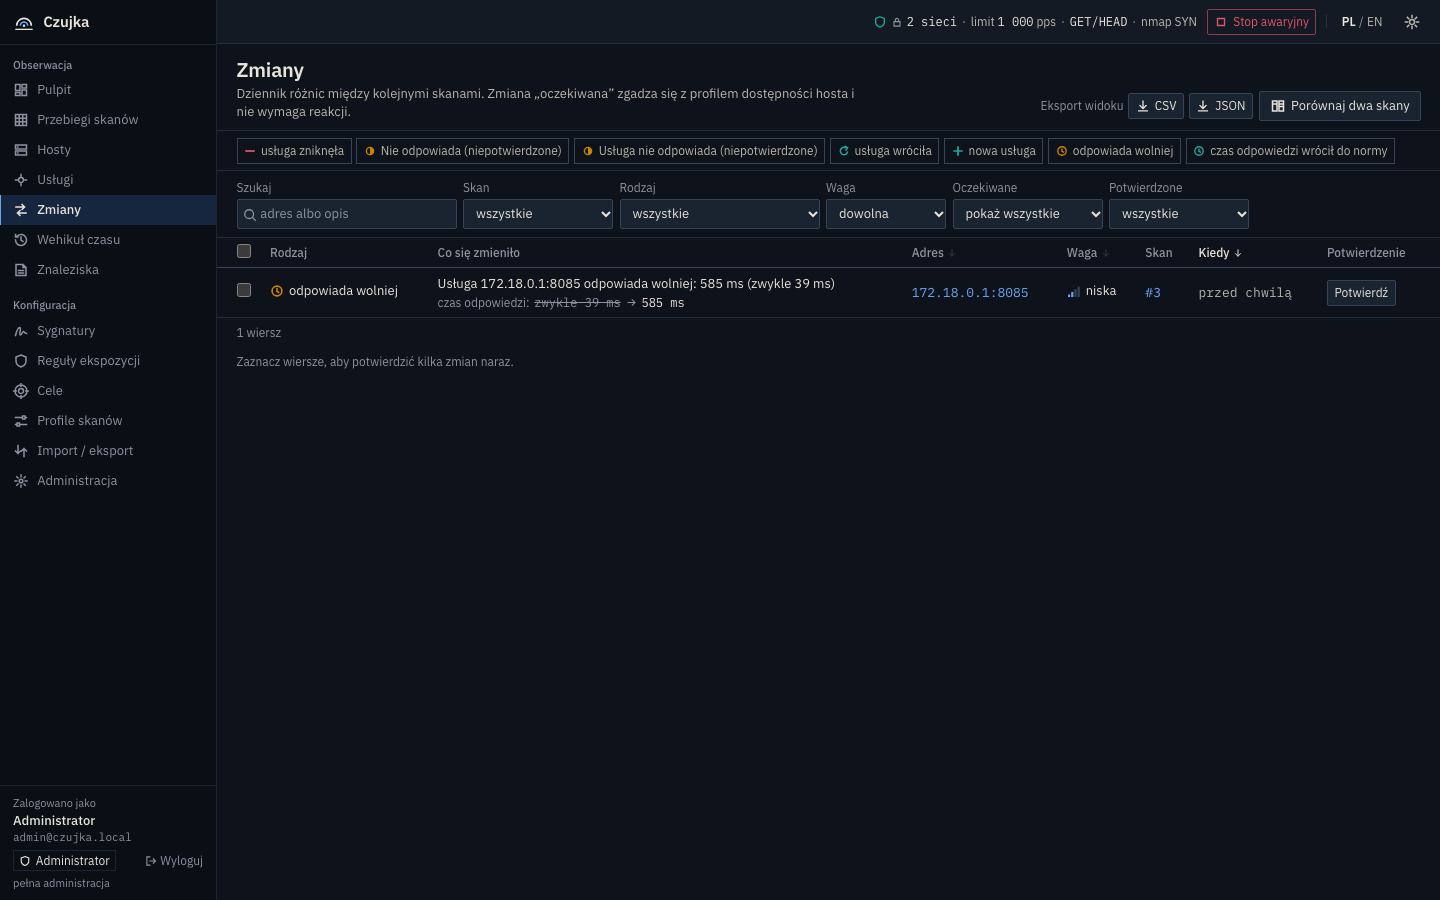 Czujka
2 sieci · limit 1 000 pps · GET/HEAD · nmap SYN
Stop awaryjny
PL / EN
Obserwacja
Pulpit
Przebiegi skanów
Hosty
Usługi
Zmiany
Wehikuł czasu
Znaleziska
Konfiguracja
Sygnatury
Reguły ekspozycji
Cele
Profile skanów
Import / eksport
Administracja
Zalogowano jako
Administrator
admin@czujka.local
Administrator
Wyloguj
pełna administracja
Zmiany
Dziennik różnic między kolejnymi skanami. Zmiana „oczekiwana” zgadza się z profilem dostępności hosta i
nie wymaga reakcji.
Eksport widoku
CSV
JSON
Porównaj dwa skany
usługa zniknęła
Nie odpowiada (niepotwierdzone)
Usługa nie odpowiada (niepotwierdzone)
usługa wróciła
nowa usługa
odpowiada wolniej
czas odpowiedzi wrócił do normy
Szukaj
Skan
Rodzaj
Waga
Oczekiwane
Potwierdzone
adres albo opis
wszystkie
wszystkie
dowolna
pokaż wszystkie
wszystkie
Rodzaj
Co się zmieniło
Adres ↓
Waga ↓
Skan
Kiedy ↓
Potwierdzenie
odpowiada wolniej
Usługa 172.18.0.1:8085 odpowiada wolniej: 585 ms (zwykle 39 ms)
czas odpowiedzi: zwykle 39 ms → 585 ms
172.18.0.1:8085
niska
#3
przed chwilą
Potwierdź
1 wiersz
Zaznacz wiersze, aby potwierdzić kilka zmian naraz.